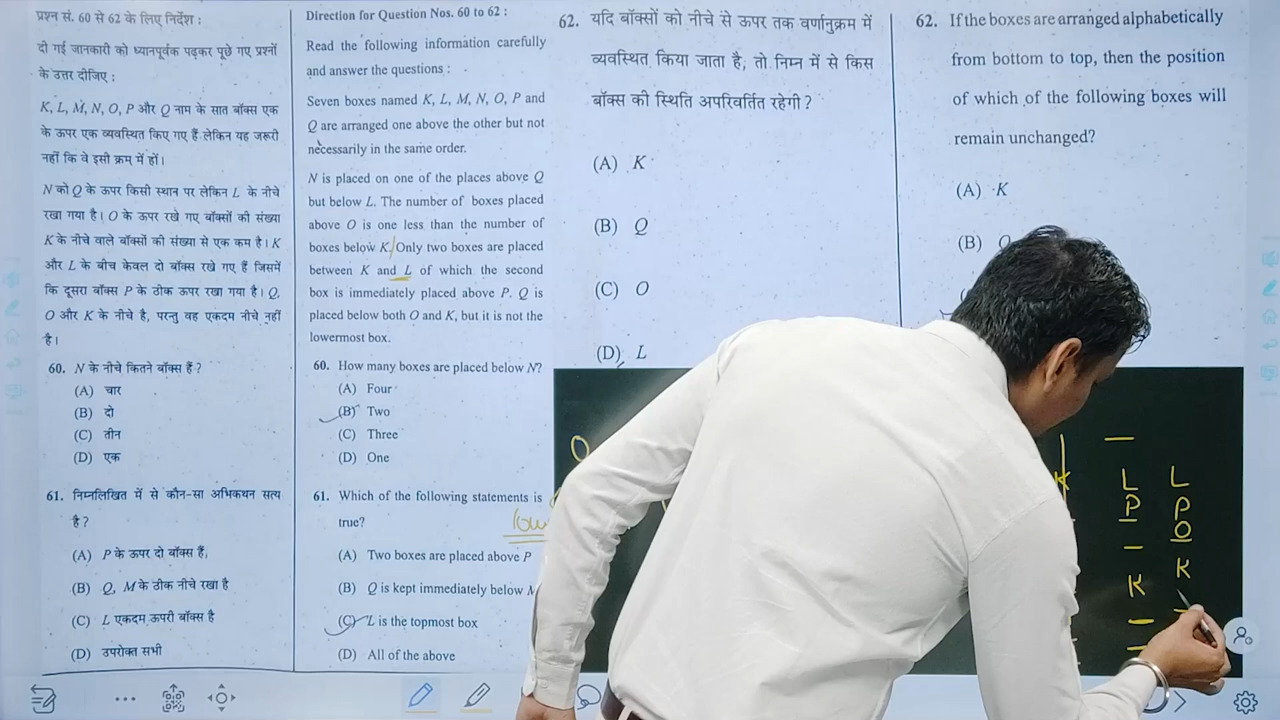 प्रश्न सं. 60 से 62 के लिए निर्देश :
दी गई जानकारी को ध्यानपूर्वक पढ़कर पूछे गए प्रश्नों
के उत्तर दीजिए :
K, L, M, N, O, P और Q नाम के सात बॉक्स एक
के ऊपर एक व्यवस्थित किए गए हैं लेकिन यह जरूरी
नहीं कि वे इसी क्रम में हों।
N को Q के ऊपर किसी स्थान पर लेकिन L के नीचे
रखा गया है। O के ऊपर रखे गए बॉक्सों की संख्या
K के नीचे वाले बॉक्सों की संख्या से एक कम है। K
और L के बीच केवल दो बॉक्स रखे गए हैं जिसमें
कि दूसरा बॉक्स P के ठीक ऊपर रखा गया है। Q,
O और K के नीचे है, परन्तु वह एकदम नीचे नहीं
है।
60. N के नीचे कितने बॉक्स हैं ?
(A) चार
(B) दो
(C) तीन
(D) एक
61. निम्नलिखित में से कौन-सा अभिकथन सत्य
है ?
(A) P के ऊपर दो बॉक्स हैं,
(B) Q, M के ठीक नीचे रखा है
(C) L एकदम ऊपरी बॉक्स है
(D) उपरोक्त सभी
Direction for Question Nos. 60 to 62 :
Read the following information carefully
and answer the questions :
Seven boxes named K, L, M, N, O, P and
Q are arranged one above the other but not
necessarily in the same order.
N is placed on one of the places above Q
but below L. The number of boxes placed
above O is one less than the number of
boxes below K. Only two boxes are placed
between K and L of which the second
box is immediately placed above P. Q is
placed below both O and K, but it is not the
lowermost box.
60. How many boxes are placed below N?
(A) Four
(B) Two
(C) Three
(D) One
61. Which of the following statements is
true?
(A) Two boxes are placed above P
(B) Q is kept immediately below M
(C) L is the topmost box
(D) All of the above
62. यदि बॉक्सों को नीचे से ऊपर तक वर्णानुक्रम में
व्यवस्थित किया जाता है, तो निम्न में से किस
बॉक्स की स्थिति अपरिवर्तित रहेगी ?
(A) K
(B) Q
(C) O
(D) L
62. If the boxes are arranged alphabetically
from bottom to top, then the position
of which of the following boxes will
remain unchanged?
(A) K
(B)
L L
P P
O
K
K